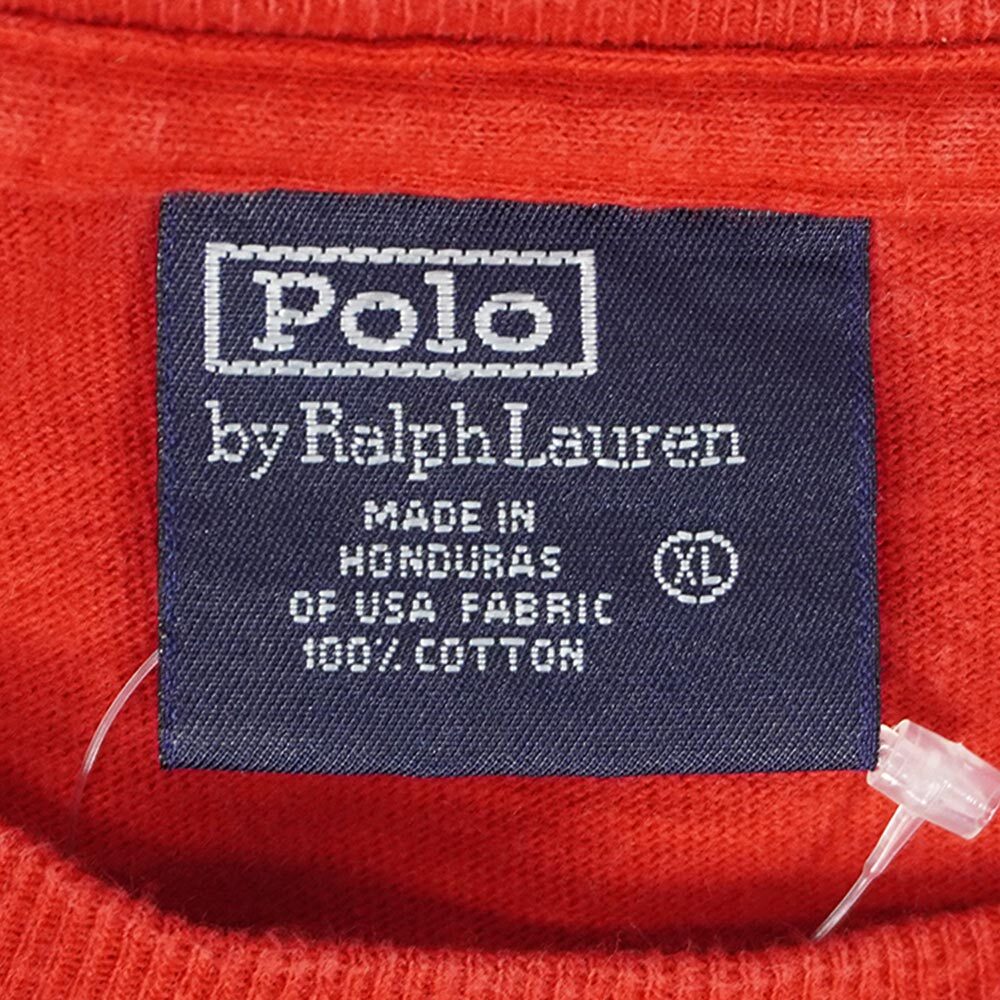 Polo
by Ralph Lauren
MADE IN
HONDURAS
OF USA FABRIC
100% COTTON
XL